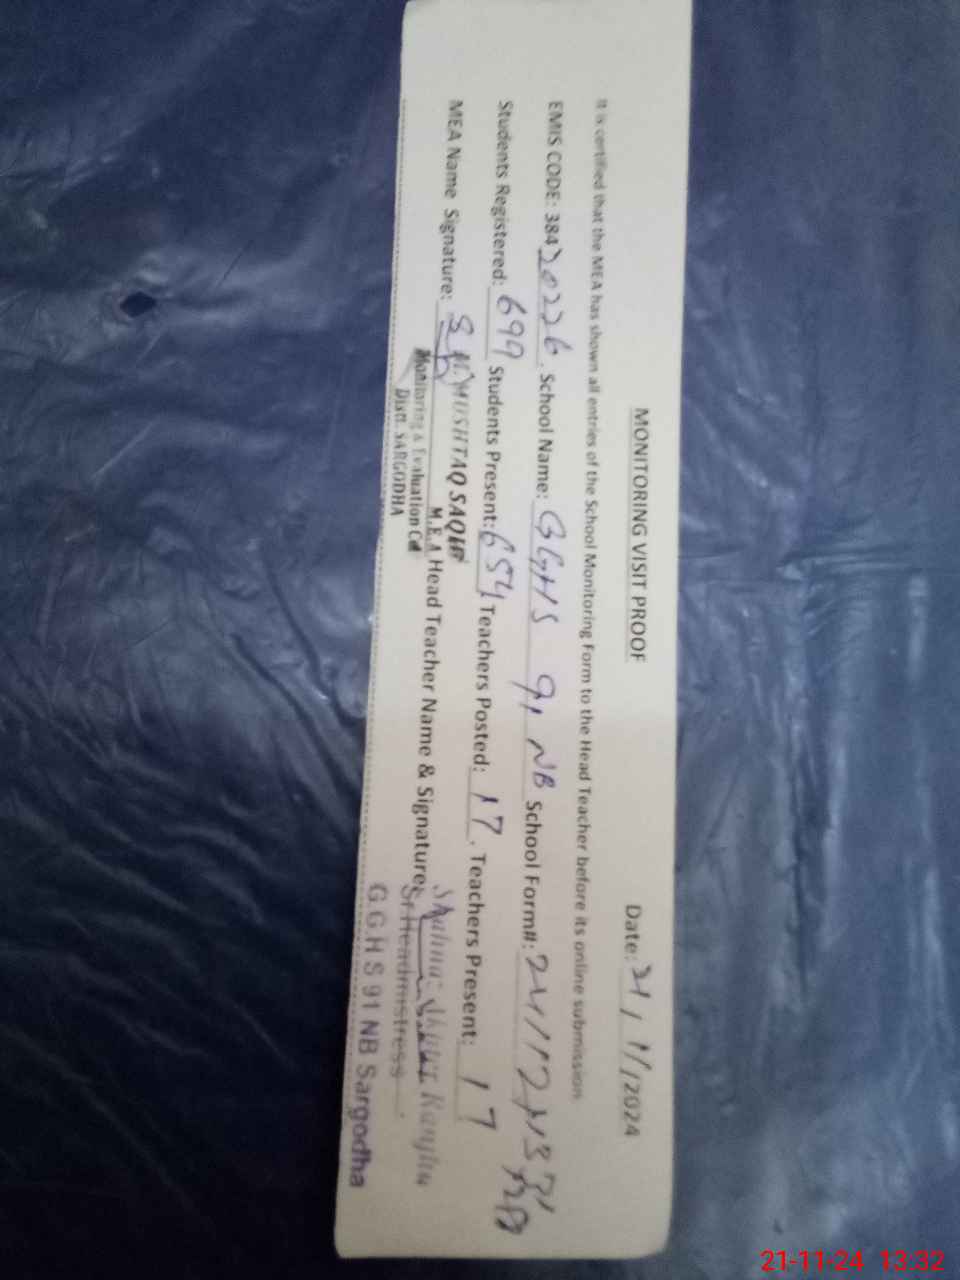 MONITORING VISIT PROOF
Date: 21/11/2024
It is certified that the MEA has shown all entries of the School Monitoring Form to the Head Teacher before its online submission
EMIS CODE: 38420226. School Name: GGHS 91 NB School Form#:
Students Registered: 699 Students Present: 654 Teachers Posted: 17. Teachers Present: 17
MEA Name Signature: MUSHTAQ SAQIB Head Teacher Name & Signature: Ranjha
M.E.A
Monitoring & Evaluation Cell
Distt. SARGODHA
Sr. Headmistress
G.G.H S 91 NB Sargodha
21-11-24 13:32